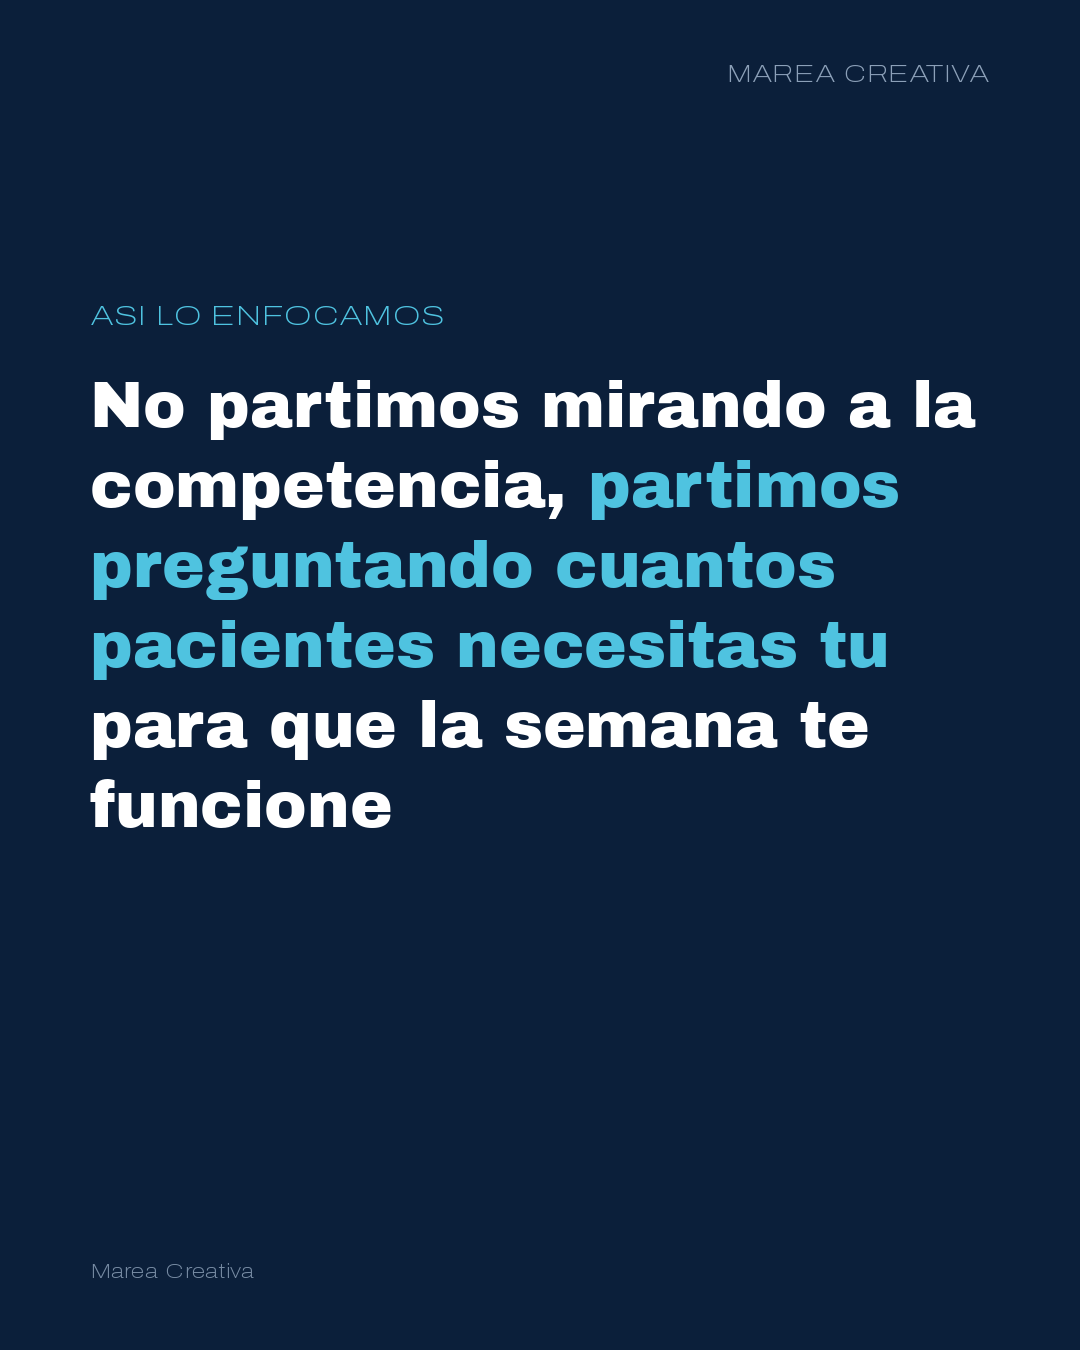 MAREA CREATIVA
ASI LO ENFOCAMOS
No partimos mirando a la
competencia, partimos
preguntando cuantos
pacientes necesitas tu
para que la semana te
funcione
Marea Creativa